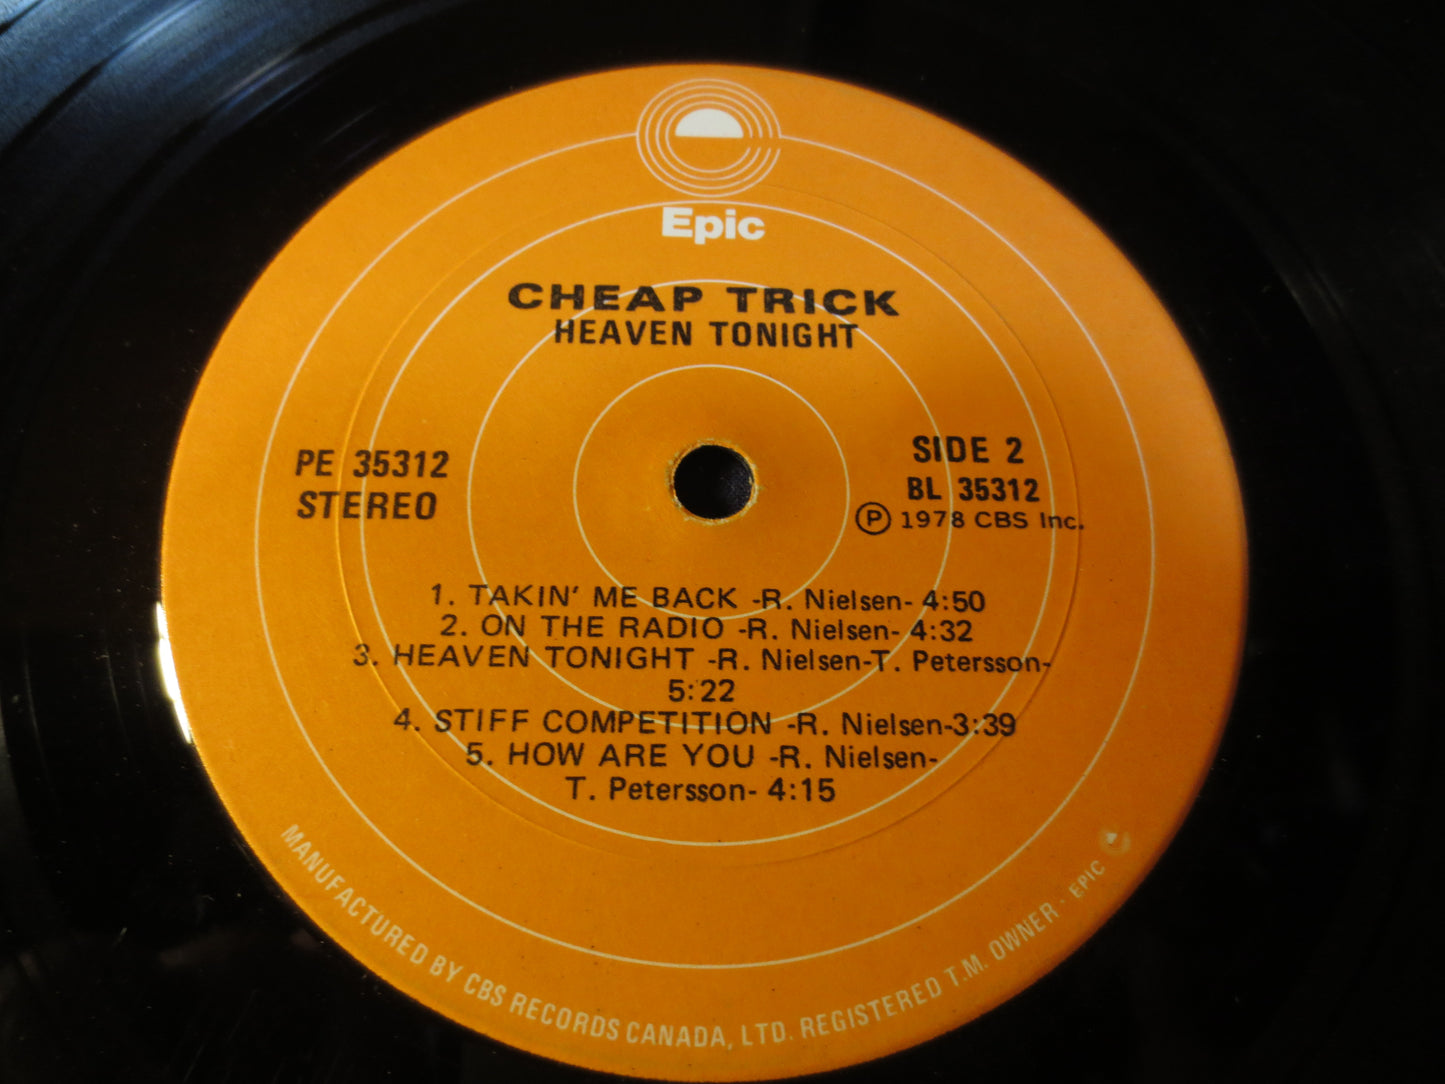 Epic
CHEAP TRICK
HEAVEN TONIGHT
PE 35312
STEREO
SIDE 2
BL 35312
Ⓟ 1978 CBS Inc.
1. TAKIN' ME BACK -R. Nielsen- 4:50
2. ON THE RADIO -R. Nielsen- 4:32
3. HEAVEN TONIGHT -R. Nielsen-T. Petersson-
5:22
4. STIFF COMPETITION -R. Nielsen-3:39
5. HOW ARE YOU -R. Nielsen-
T. Petersson- 4:15
MANUFACTURED BY CBS RECORDS CANADA, LTD. REGISTERED T.M. OWNER - EPIC